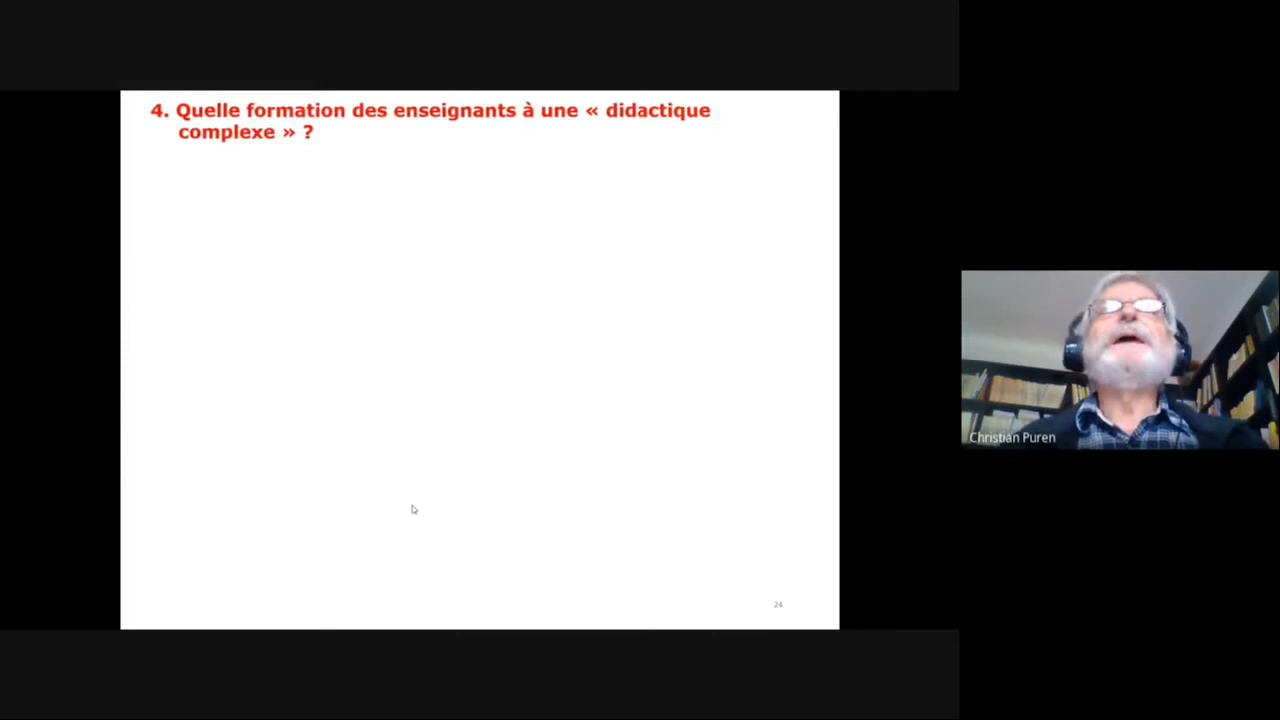 4. Quelle formation des enseignants à une « didactique
complexe » ?
24
Christian Puren